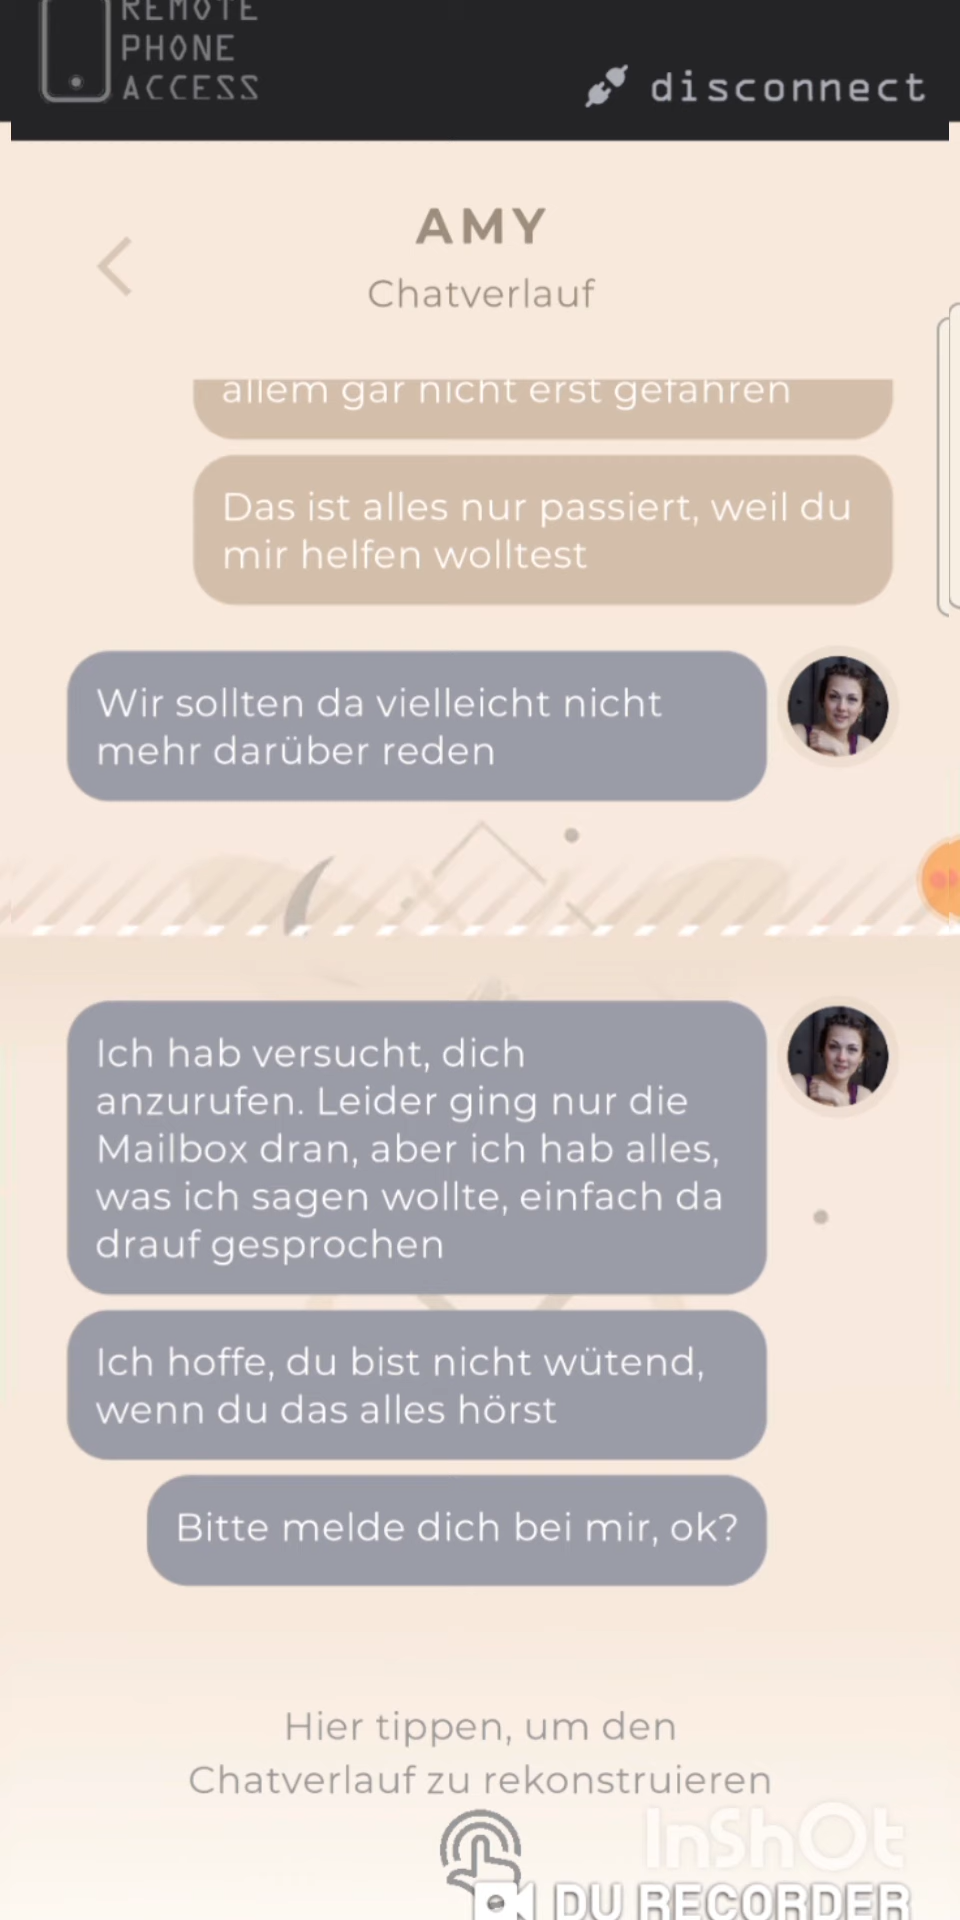 REMOTE
PHONE
ACCESS
disconnect
AMY
Chatverlauf
allem gar nicht erst gefahren
Das ist alles nur passiert, weil du
mir helfen wolltest
Wir sollten da vielleicht nicht
mehr darüber reden
Ich hab versucht, dich
anzurufen. Leider ging nur die
Mailbox dran, aber ich hab alles,
was ich sagen wollte, einfach da
drauf gesprochen
Ich hoffe, du bist nicht wütend,
wenn du das alles hörst
Bitte melde dich bei mir, ok?
Hier tippen, um den
Chatverlauf zu rekonstruieren
InShOt
DU RECORDER